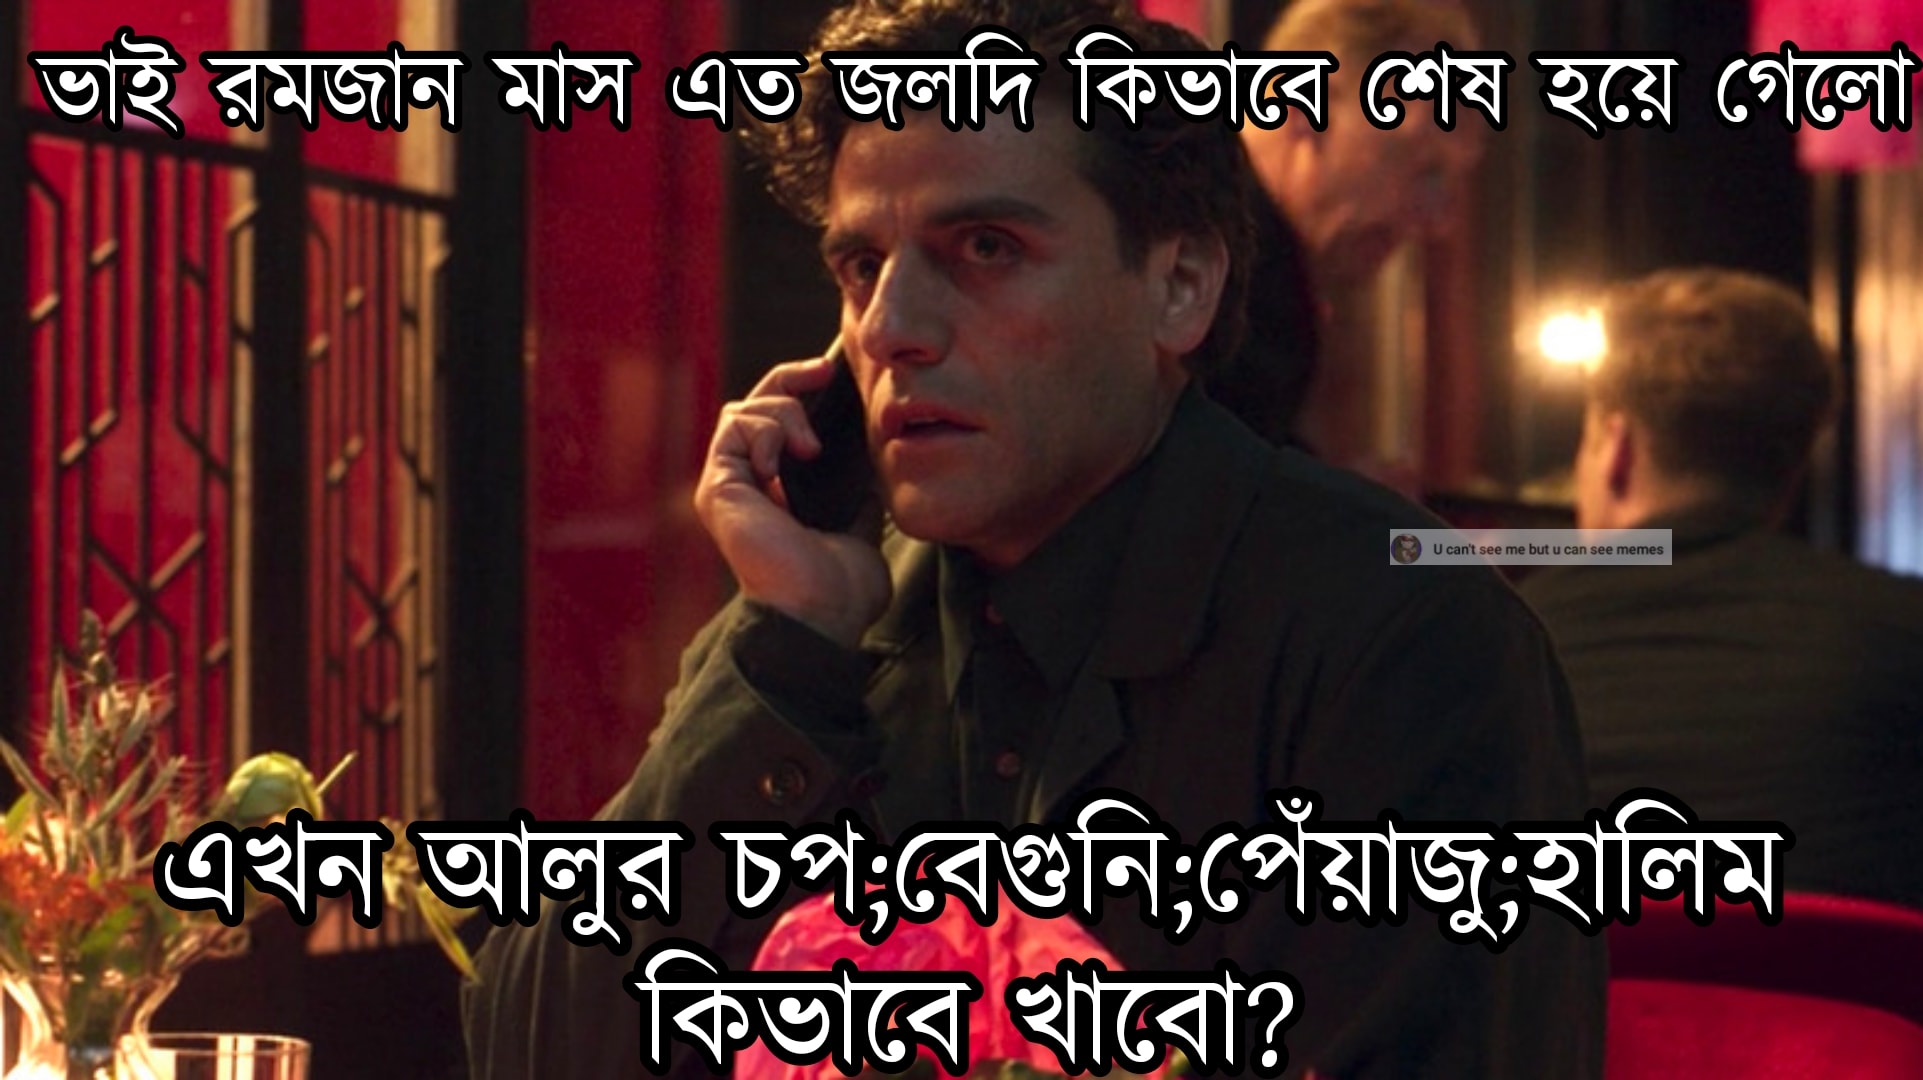 ভাই রমজান মাস এত জলদি কিভাবে শেষ হয়ে গেলো
U can't see me but u can see memes
এখন আলুর চপ;বেগুনি;পেঁয়াজু;হালিম
কিভাবে খাবো?